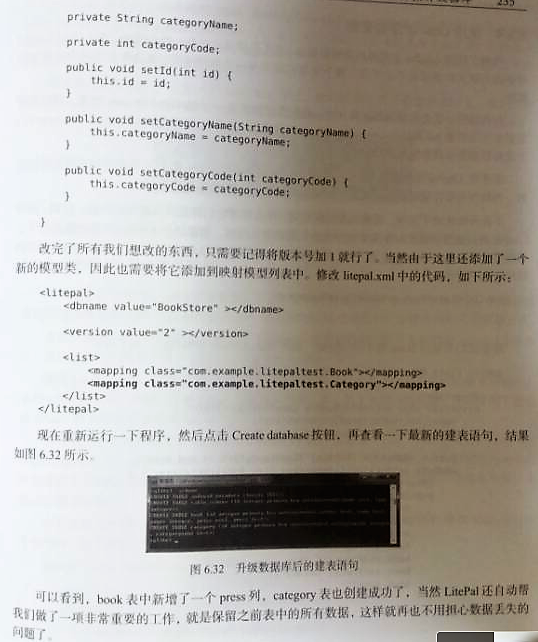 235
private String categoryName;
private int categoryCode;
public void setId(int id) {
this.id = id;
}
public void setCategoryName(String categoryName) {
this.categoryName = categoryName;
}
public void setCategoryCode(int categoryCode) {
this.categoryCode = categoryCode;
}
}
改完了所有我们想改的东西，只需要记得将版本号加1就行了。当然由于这里还添加了一个
新的模型类，因此也需要将它添加到映射模型列表中。修改 litepal.xml 中的代码，如下所示：
<litepal>
<dbname value="BookStore" ></dbname>
<version value="2" ></version>
<list>
<mapping class="com.example.litepaltest.Book"></mapping>
<mapping class="com.example.litepaltest.Category"></mapping>
</list>
</litepal>
现在重新运行一下程序，然后点击 Create database 按钮，再查看一下最新的建表语句，结果
如图 6.32 所示。
图 6.32 升级数据库后的建表语句
可以看到，book 表中新增了一个 press 列，category 表也创建成功了，当然 LitePal 还自动帮
我们做了一项非常重要的工作，就是保留之前表中的所有数据，这样就再也不用担心数据丢失的
问题了。